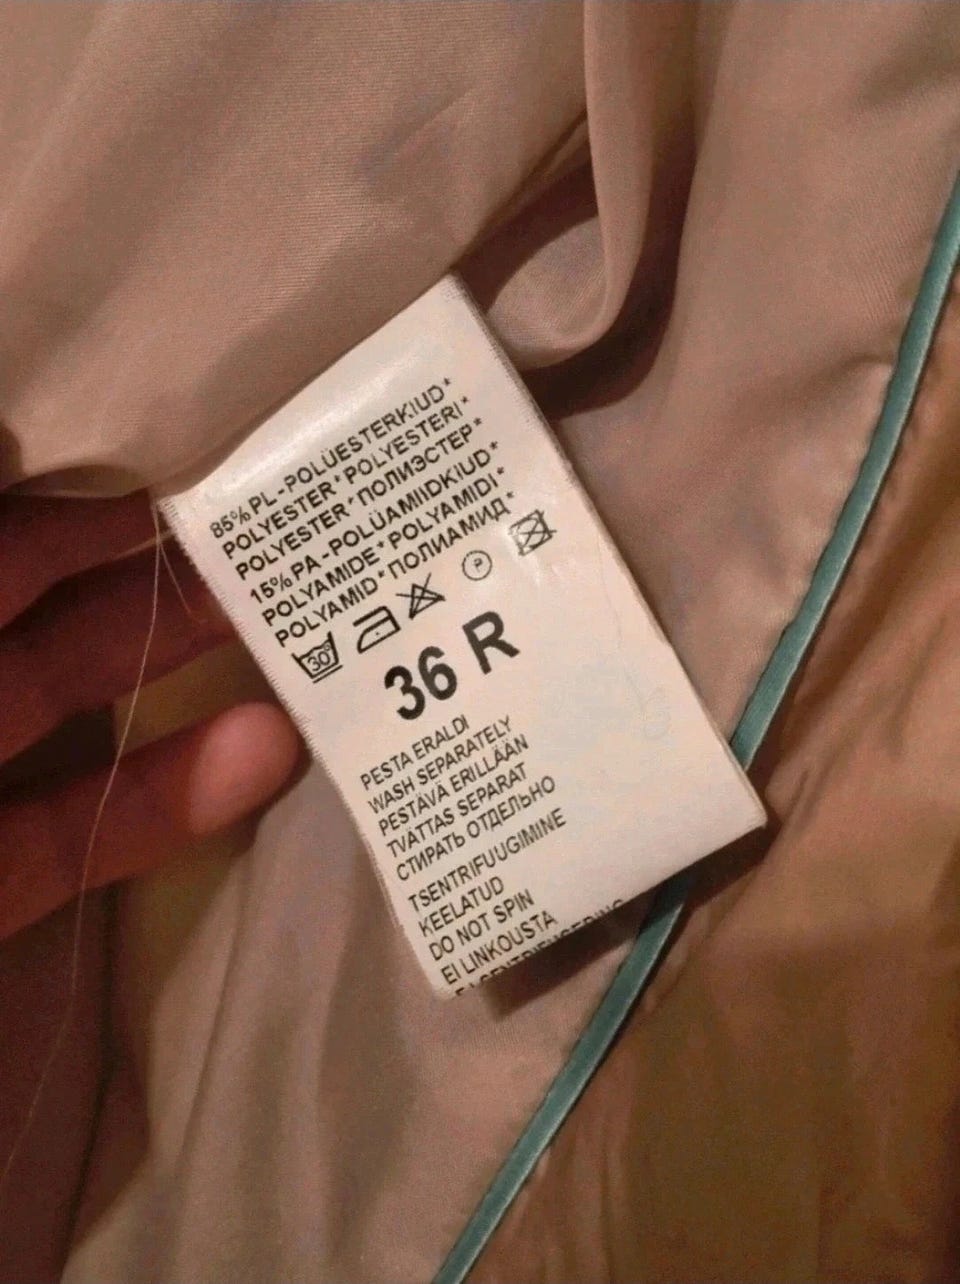 85% PL-POLÜESTERKIUD*
POLYESTER*POLYESTERI*
POLYESTER*ПОЛИЭСТЕР*
15% PA-POLÜAMIIDKIUD*
POLYAMIDE*POLYAMIDI*
POLYAMID*ПОЛИАМИД*
30° P
36 R
PESTA ERALDI
WASH SEPARATELY
PESTÄVÄ ERILLÄÄN
TVÄTTAS SEPARAT
СТИРАТЬ ОТДЕЛЬНО
TSENTRIFUUGIMINE
KEELATUD
DO NOT SPIN
EI LINKOUSTA